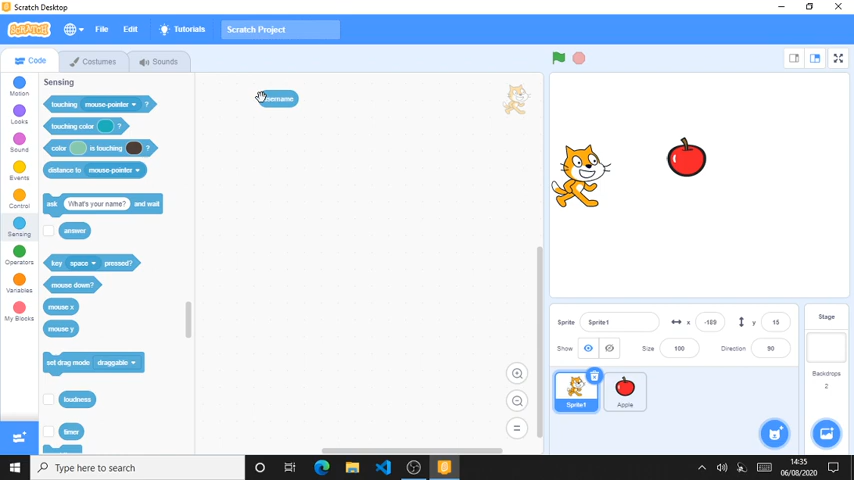 Scratch Desktop
SCRATCH File Edit Tutorials Scratch Project
Code Costumes Sounds
Motion
Looks
Sound
Events
Control
Sensing
Operators
Variables
My Blocks
Sensing
touching mouse-pointer ?
touching color ?
color is touching ?
distance to mouse-pointer
ask What's your name? and wait
answer
key space pressed?
mouse down?
mouse x
mouse y
set drag mode draggable
loudness
timer
Sprite Sprite1 x -189 y 15
Show Size 100 Direction 90
Sprite1
Apple
Stage
Backdrops
2
Type here to search
14:35
06/08/2020